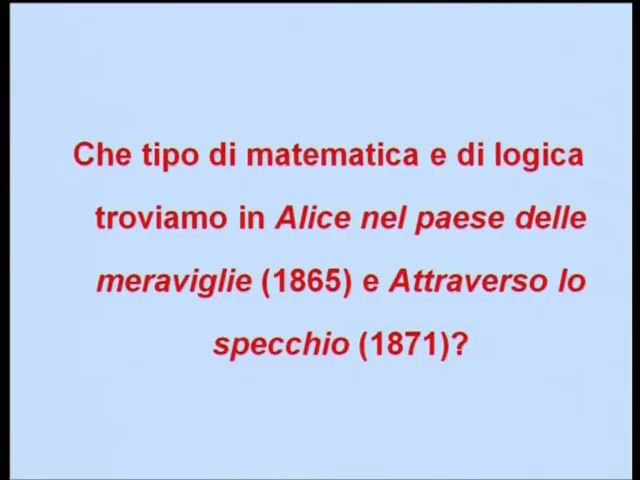 Che tipo di matematica e di logica
troviamo in Alice nel paese delle
meraviglie (1865) e Attraverso lo
specchio (1871)?